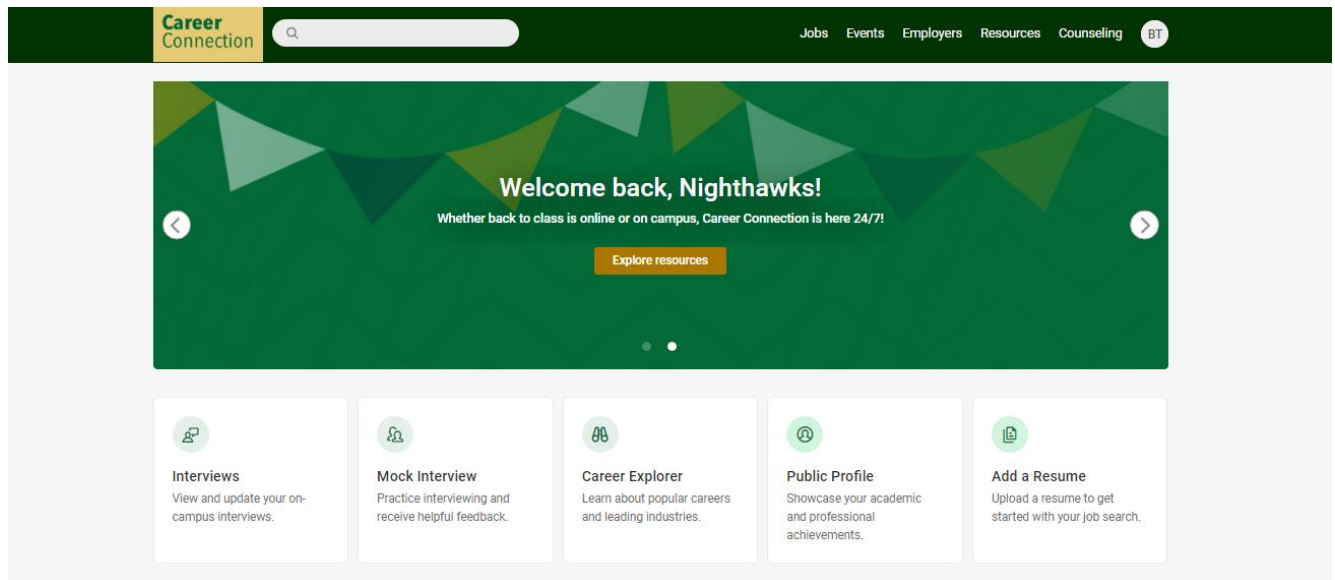 Career
Connection
Jobs Events Employers Resources Counseling BT
Welcome back, Nighthawks!
Whether back to class is online or on campus, Career Connection is here 24/7!
Explore resources
Interviews
View and update your on-
campus interviews.
Mock Interview
Practice interviewing and
receive helpful feedback.
Career Explorer
Learn about popular careers
and leading industries.
Public Profile
Showcase your academic
and professional
achievements.
Add a Resume
Upload a resume to get
started with your job search.